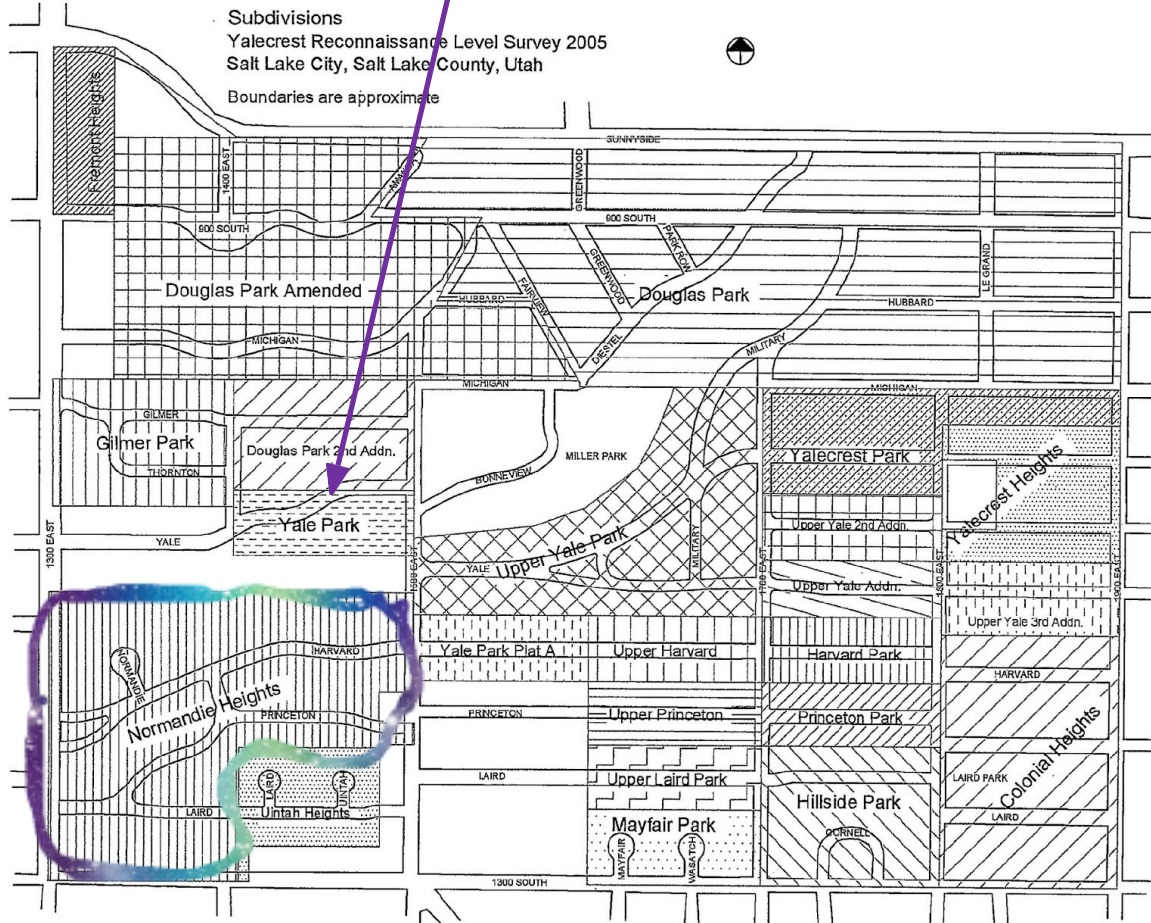 Subdivisions
Yalecrest Reconnaissance Level Survey 2005
Salt Lake City, Salt Lake County, Utah
Boundaries are approximate
Fremont Heights
SUNNYSIDE
1400 EAST
GREENWOOD
900 SOUTH
900 SOUTH
PARK ROW
LE GRAND
GREENWOOD
FAIRVIEW
Douglas Park Amended
HUBBARD
Douglas Park
HUBBARD
MICHIGAN
DIESTEL
MILITARY
MICHIGAN
MICHIGAN
GILMER
Gilmer Park
THORNTON
Douglas Park 2nd Addn.
BONNEVIEW
MILLER PARK
Yalecrest Park
Yalecrest Heights
Yale Park
YALE
1300 EAST
1500 EAST
YALE
Upper Yale Park
MILITARY
1700 EAST
Upper Yale 2nd Addn.
Upper Yale Addn.
1800 EAST
1900 EAST
Upper Yale 3rd Addn.
NORMANDIE
HARVARD
Yale Park Plat A
Upper Harvard
Harvard Park
HARVARD
Normandie Heights
PRINCETON
PRINCETON
Upper Princeton
Princeton Park
LAIRD
UINTAH
LAIRD
Uintah Heights
LAIRD
Upper Laird Park
Hillside Park
LAIRD PARK
Colonial Heights
LAIRD
Mayfair Park
MAYFAIR
WASATCH
CORNELL
1300 SOUTH